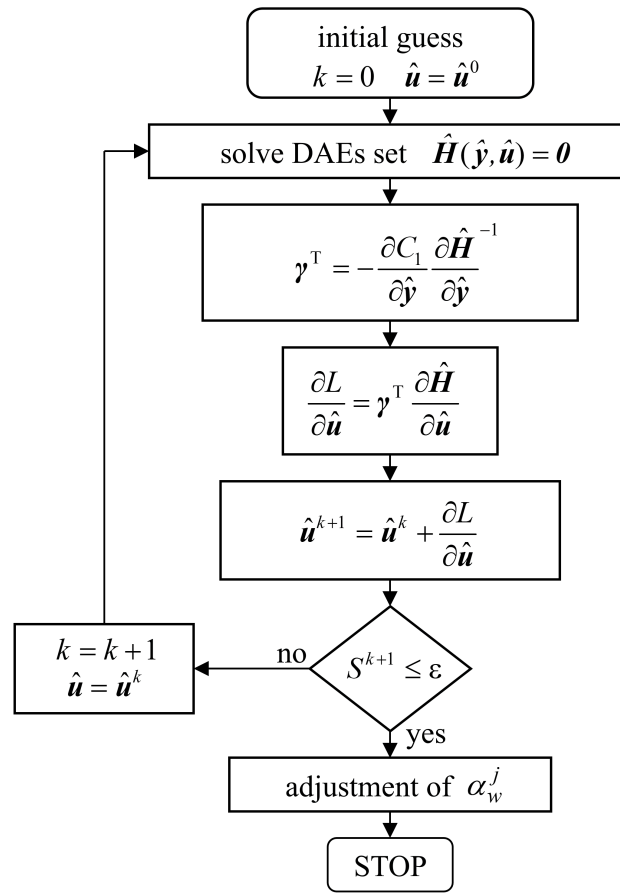 initial guess
k = 0   û = û⁰
solve DAEs set   Ĥ(ŷ,û) = 0
γᵀ = −∂C₁/∂ŷ ∂Ĥ/∂ŷ⁻¹
∂L/∂û = γᵀ ∂Ĥ/∂û
ûᵏ⁺¹ = ûᵏ + ∂L/∂û
k = k+1
û = ûᵏ
no
Sᵏ⁺¹ ≤ ε
yes
adjustment of α_w^j
STOP